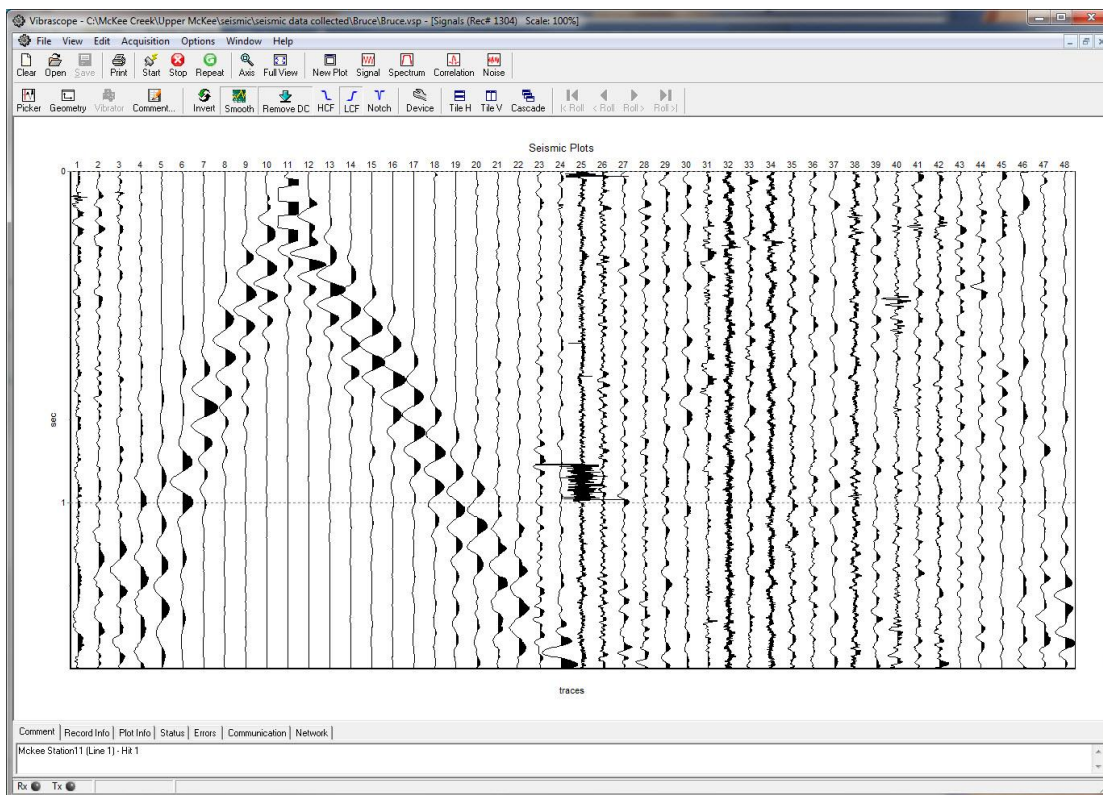 Vibrascope - C:\McKee Creek\Upper McKee\seismic\seismic data collected\Bruce\Bruce.vsp - [Signals (Rec# 1304) Scale: 100%]
File View Edit Acquisition Options Window Help
Clear Open Save Print Start Stop Repeat Axis Full View New Plot Signal Spectrum Correlation Noise
Picker Geometry Vibrator Comment... Invert Smooth Remove DC HCF LCF Notch Device Tile H Tile V Cascade |< Roll < Roll Roll > Roll >|
Seismic Plots
1 2 3 4 5 6 7 8 9 10 11 12 13 14 15 16 17 18 19 20 21 22 23 24 25 26 27 28 29 30 31 32 33 34 35 36 37 38 39 40 41 42 43 44 45 46 47 48
0
sec
1
traces
Comment Record Info Plot Info Status Errors Communication Network
Mckee Station11 (Line 1) - Hit 1
Rx Tx